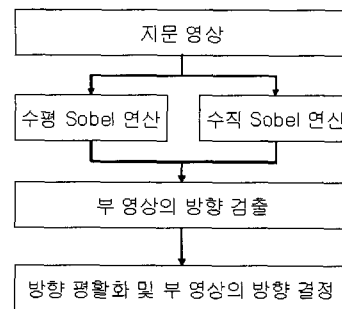 지문 영상
수평 Sobel 연산
수직 Sobel 연산
부 영상의 방향 검출
방향 평활화 및 부 영상의 방향 결정